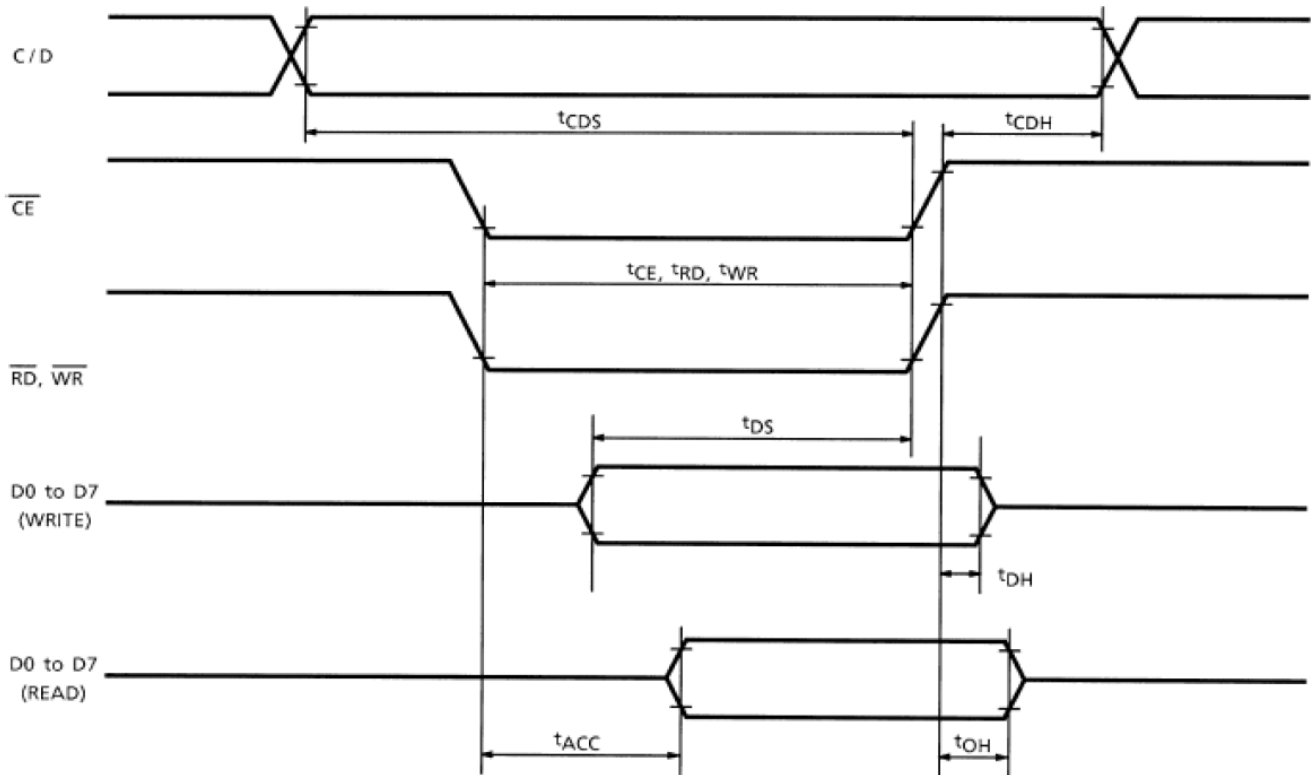 C/D
tCDS
tCDH
CE
tCE, tRD, tWR
RD, WR
tDS
D0 to D7
(WRITE)
tDH
D0 to D7
(READ)
tACC
tOH